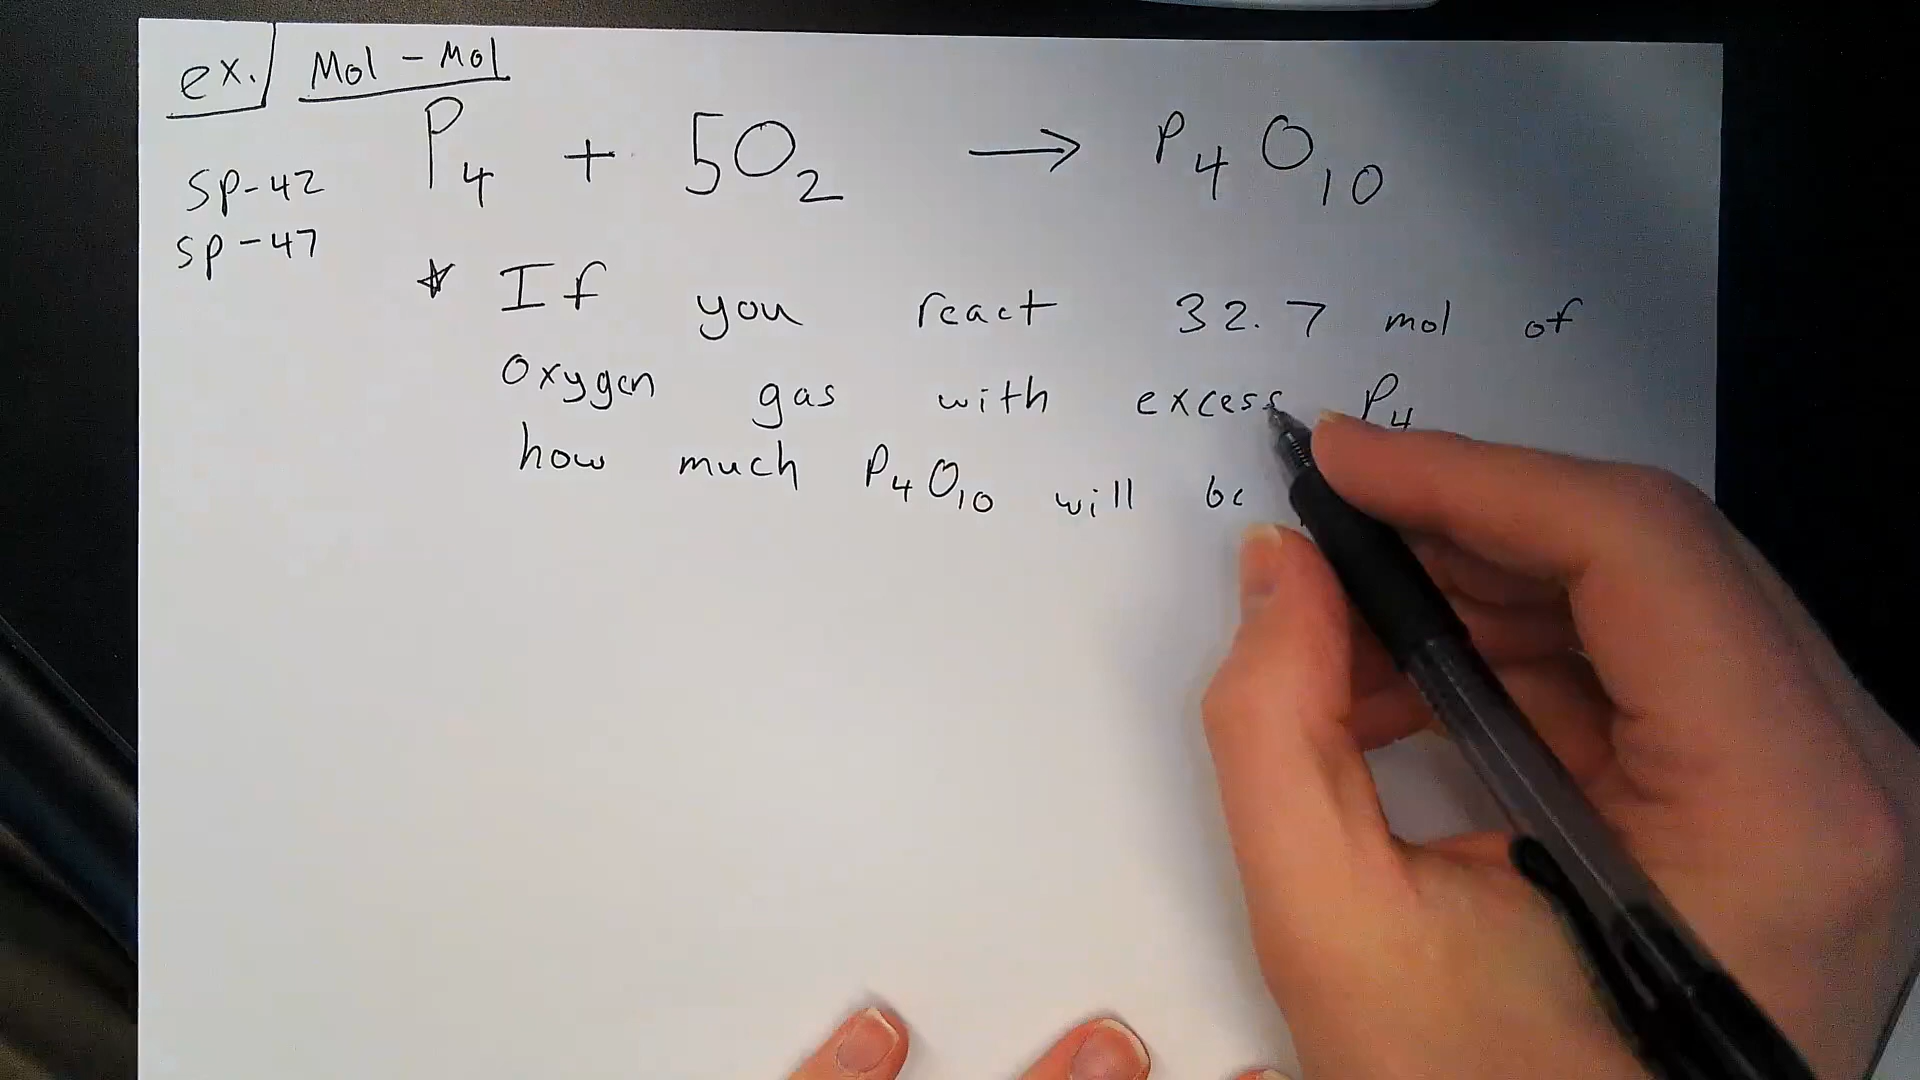 ex. Mol - Mol
P4 + 5O2 → P4O10
SP-42
SP-47
* If you react 32.7 mol of
oxygen gas with excess P4
how much P4O10 will be